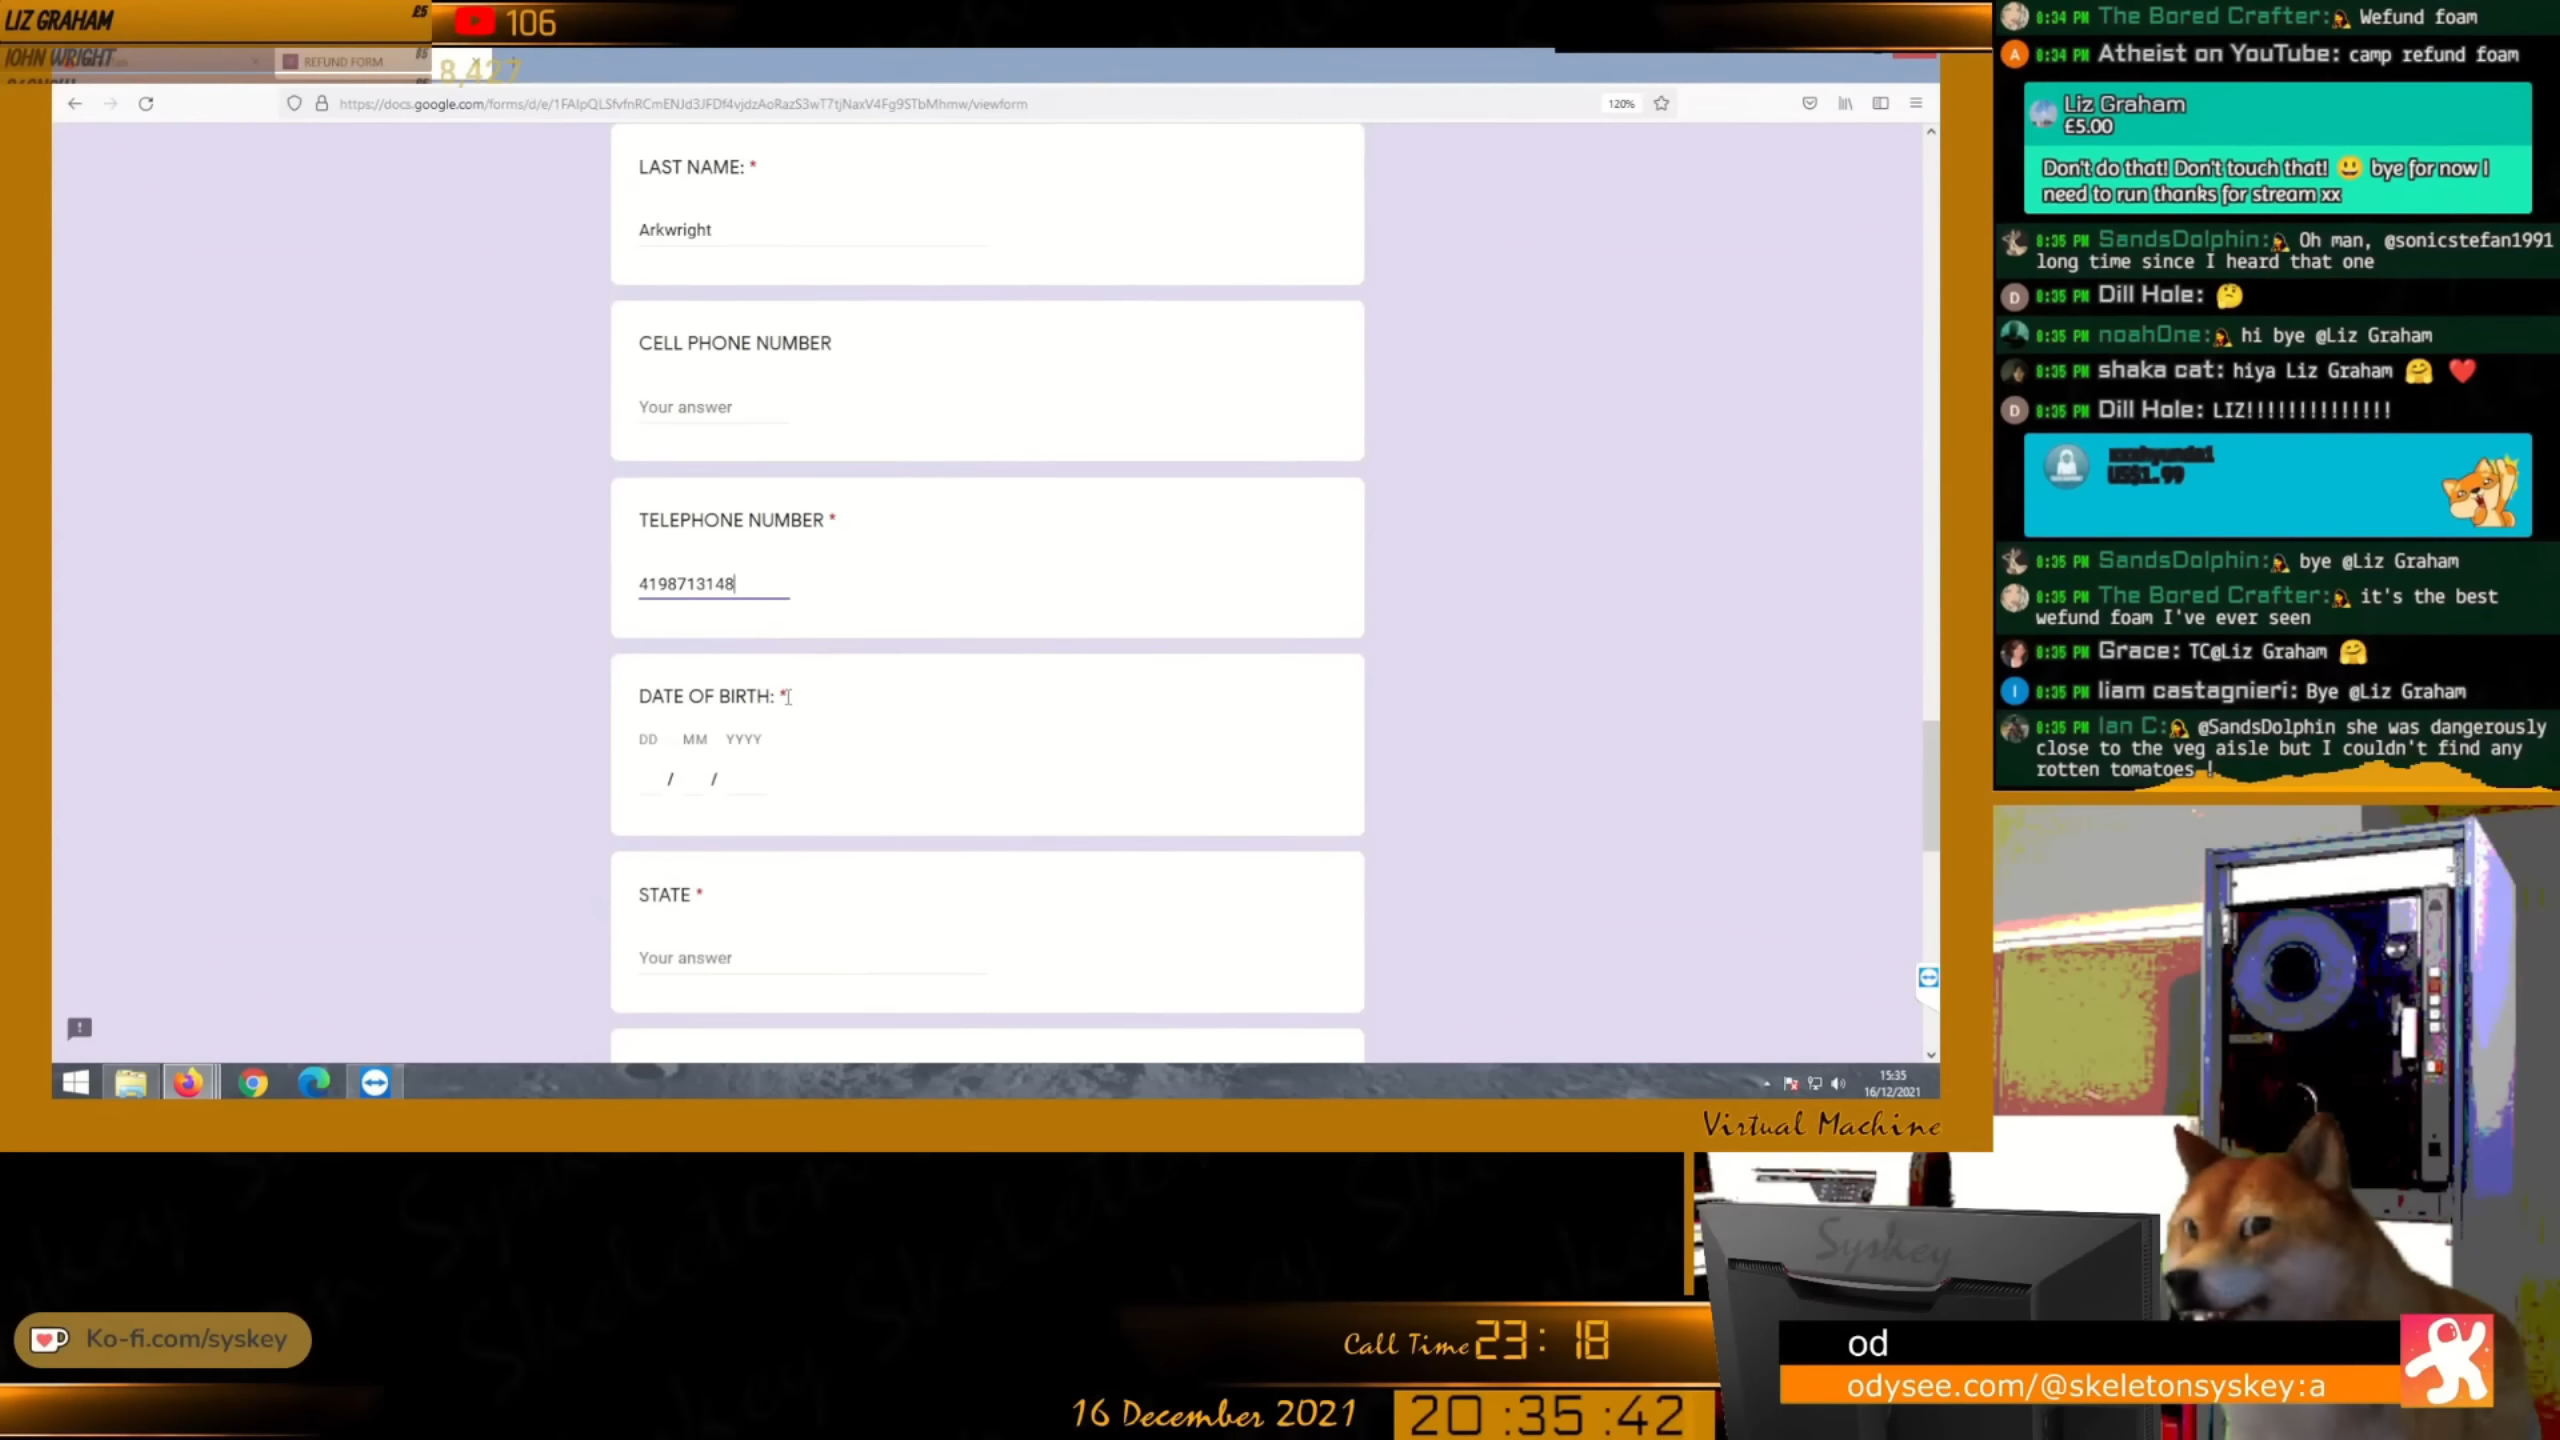 LIZ GRAHAM
£5
106
JOHN WRIGHT
£5
REFUND FORM
8,427
https://docs.google.com/forms/d/e/1FAIpQLSfvfnRCmENJd3JFDf4vjdzAoRazS3wT7tjNaxV4Fg9STbMhmw/viewform
120%
LAST NAME: *
Arkwright
CELL PHONE NUMBER
Your answer
TELEPHONE NUMBER *
4198713148
DATE OF BIRTH: *
DD MM YYYY
/ /
STATE *
Your answer
15:35
16/12/2021
Virtual Machine
8:34 PM The Bored Crafter: Wefund foam
8:34 PM Atheist on YouTube: camp refund foam
Liz Graham
£5.00
Don't do that! Don't touch that! 😃 bye for now I
need to run thanks for stream xx
8:35 PM SandsDolphin: Oh man, @sonicstefan1991
long time since I heard that one
8:35 PM Dill Hole: 🤔
8:35 PM noahOne: hi bye @Liz Graham
8:35 PM shaka cat: hiya Liz Graham 🤗 ❤️
8:35 PM Dill Hole: LIZ!!!!!!!!!!!!!!
US$1.99
8:35 PM SandsDolphin: bye @Liz Graham
8:35 PM The Bored Crafter: it's the best
wefund foam I've ever seen
8:35 PM Grace: TC@Liz Graham 🤗
8:35 PM liam castagnieri: Bye @Liz Graham
8:35 PM Ian C: @SandsDolphin she was dangerously
close to the veg aisle but I couldn't find any
rotten tomatoes !
Syskey
Ko-fi.com/syskey
Call Time 23: 18
16 December 2021
20 :35 :42
od
odysee.com/@skeletonsyskey:a